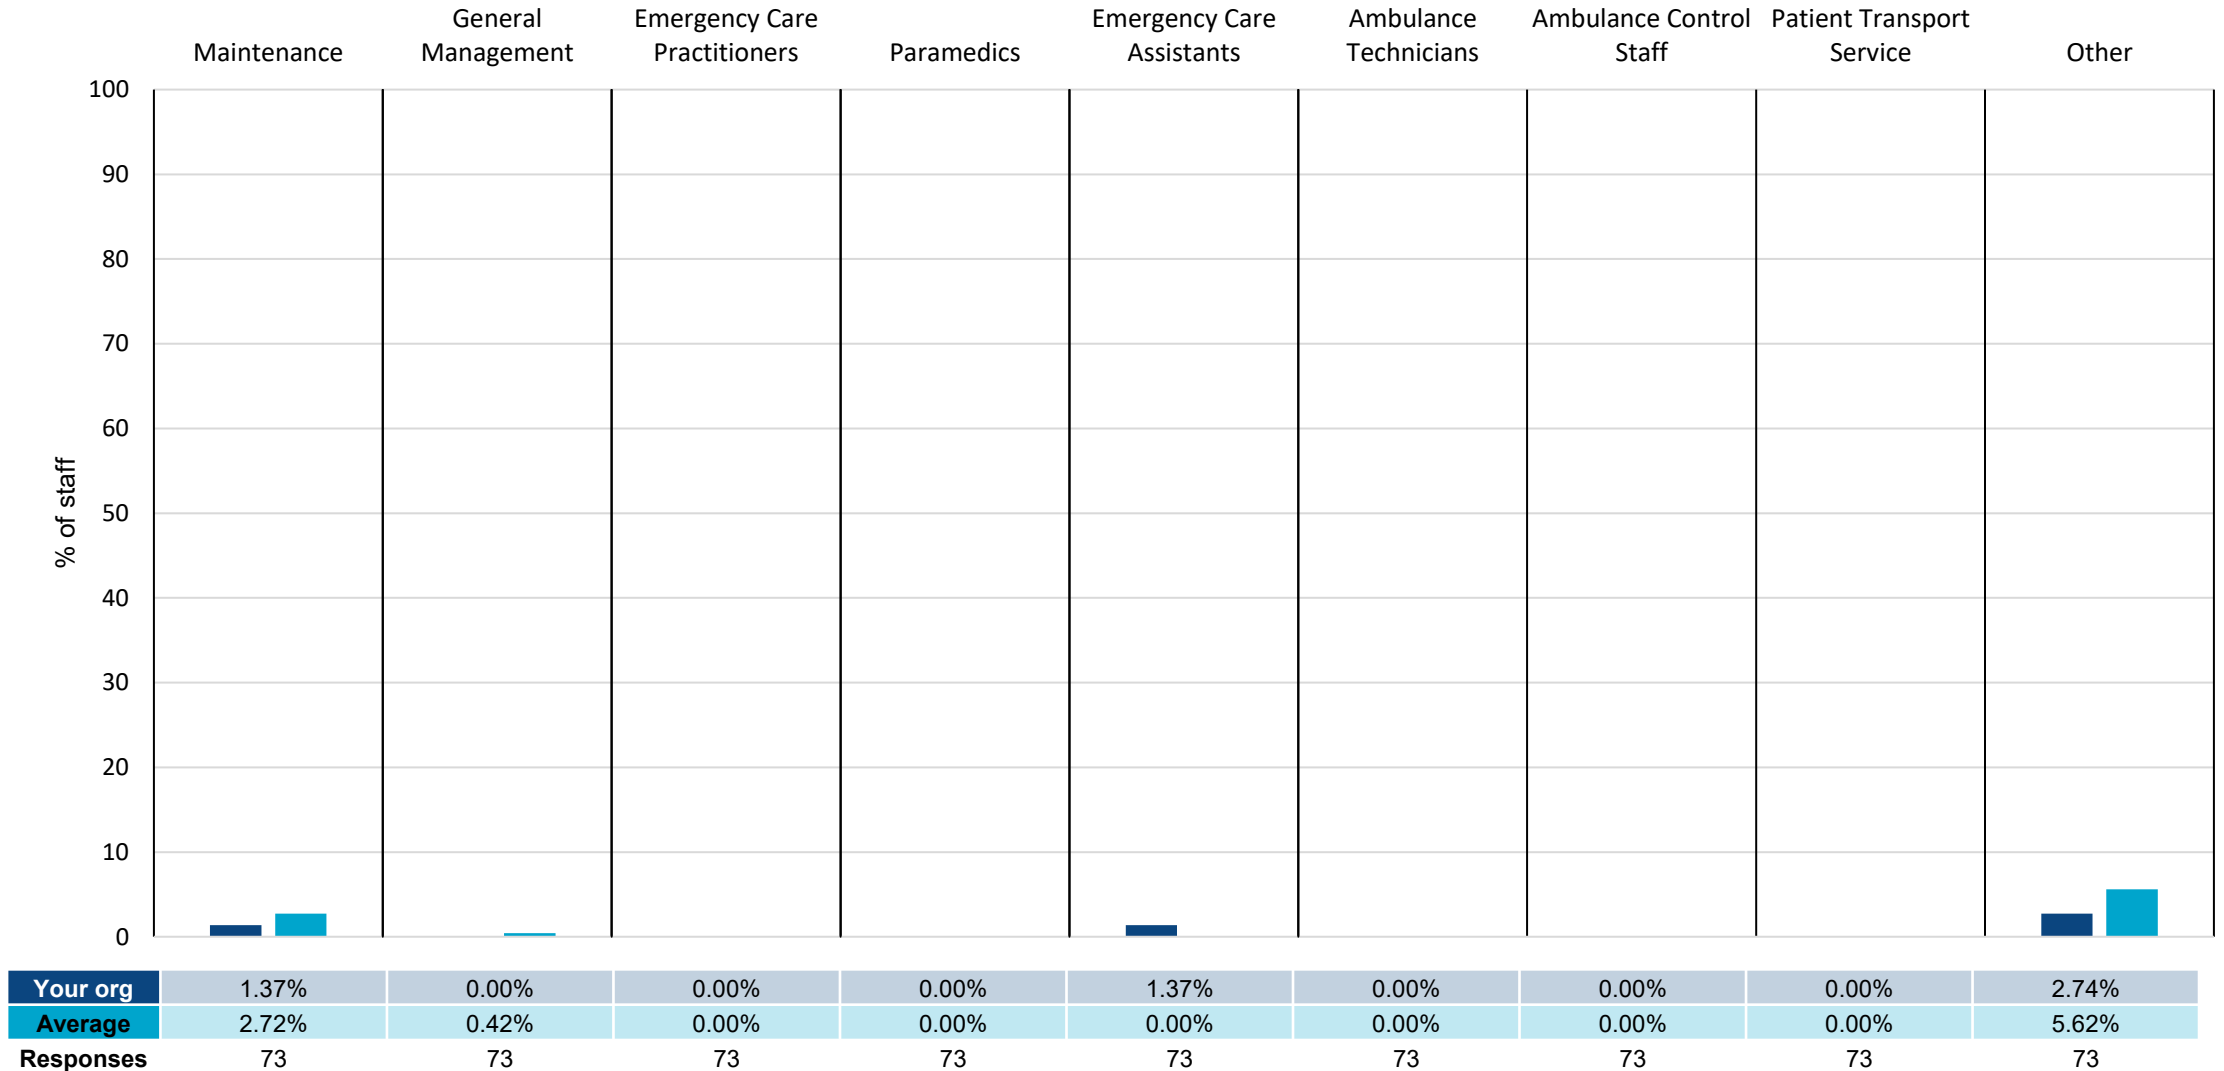 Maintenance
General
Management
Emergency Care
Practitioners
Paramedics
Emergency Care
Assistants
Ambulance
Technicians
Ambulance Control
Staff
Patient Transport
Service
Other
% of staff
100
90
80
70
60
50
40
30
20
10
0
Your org 1.37% 0.00% 0.00% 0.00% 1.37% 0.00% 0.00% 0.00% 2.74%
Average 2.72% 0.42% 0.00% 0.00% 0.00% 0.00% 0.00% 0.00% 5.62%
Responses 73 73 73 73 73 73 73 73 73